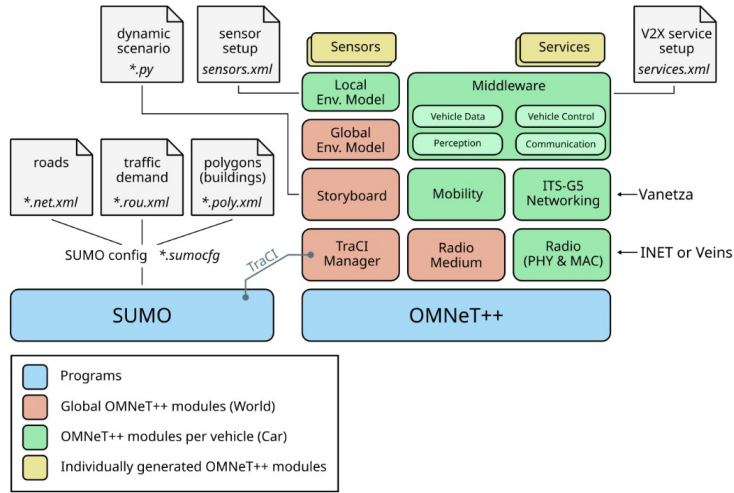 dynamic
scenario
*.py
sensor
setup
sensors.xml
Sensors
Services
V2X service
setup
services.xml
Local
Env. Model
Middleware
Vehicle Data
Vehicle Control
Perception
Communication
Global
Env. Model
roads
*.net.xml
traffic
demand
*.rou.xml
polygons
(buildings)
*.poly.xml
Storyboard
Mobility
ITS-G5
Networking
Vanetza
SUMO config *.sumocfg
TraCI
TraCI
Manager
Radio
Medium
Radio
(PHY & MAC)
INET or Veins
SUMO
OMNeT++
Programs
Global OMNeT++ modules (World)
OMNeT++ modules per vehicle (Car)
Individually generated OMNeT++ modules